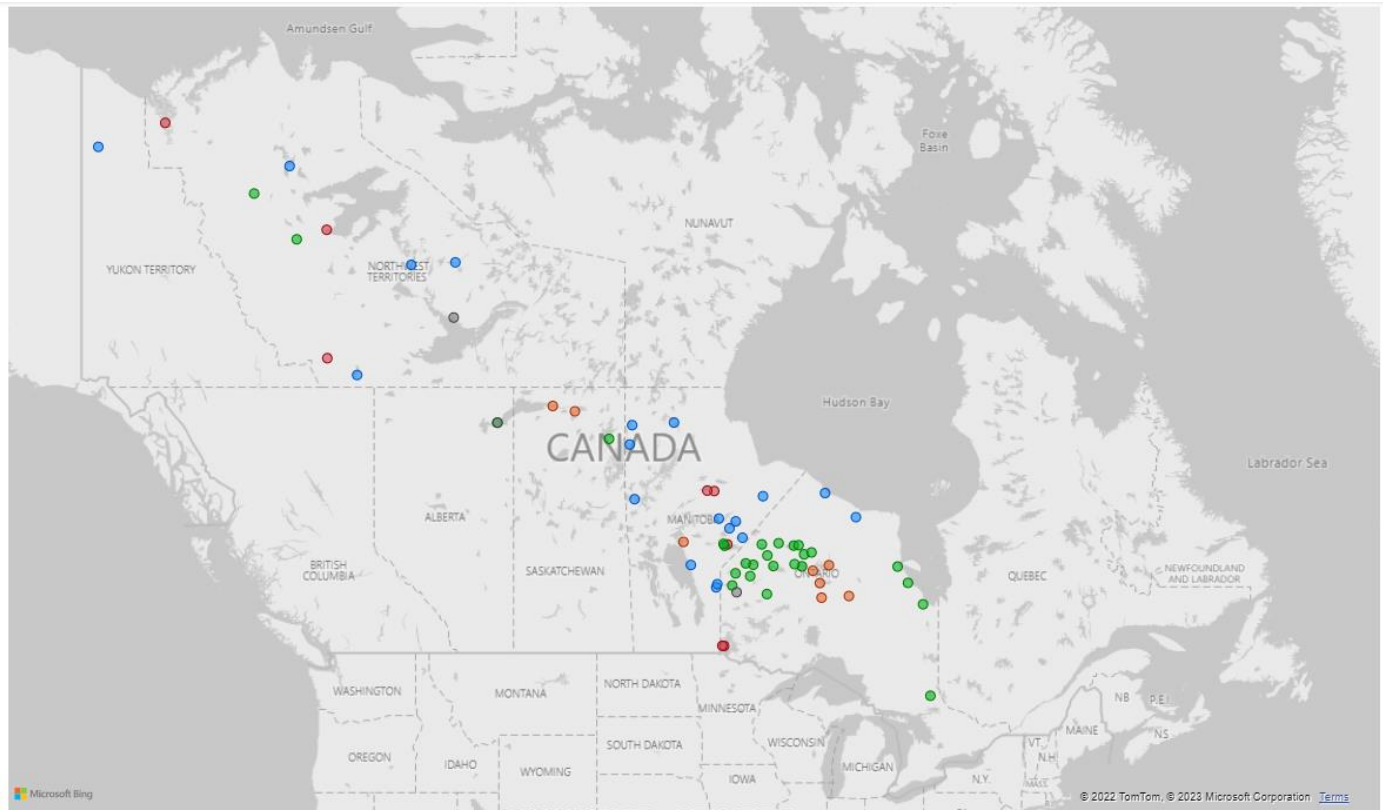 Amundsen Gulf
Foxe
Basin
NUNAVUT
YUKON TERRITORY
NORTHWEST
TERRITORIES
Hudson Bay
CANADA
Labrador Sea
ALBERTA
MANITOBA
BRITISH
COLUMBIA
SASKATCHEWAN
ONTARIO
QUEBEC
NEWFOUNDLAND
AND LABRADOR
WASHINGTON
MONTANA
NORTH DAKOTA
MINNESOTA
NB
P.E.I.
OREGON
IDAHO
WYOMING
SOUTH DAKOTA
WISCONSIN
MICHIGAN
VT.
N.H.
MAINE
NS
IOWA
N.Y.
MASS.
Microsoft Bing
© 2022 TomTom, © 2023 Microsoft Corporation Terms